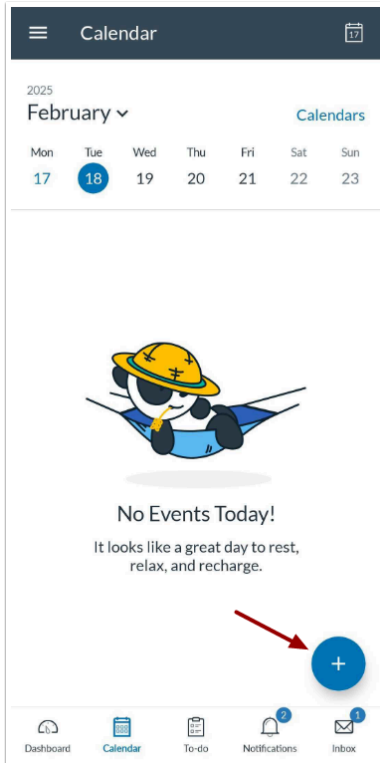 Calendar
17
2025
February
Calendars
Mon Tue Wed Thu Fri Sat Sun
17 18 19 20 21 22 23
No Events Today!
It looks like a great day to rest,
relax, and recharge.
+
2 1
Dashboard Calendar To-do Notifications Inbox